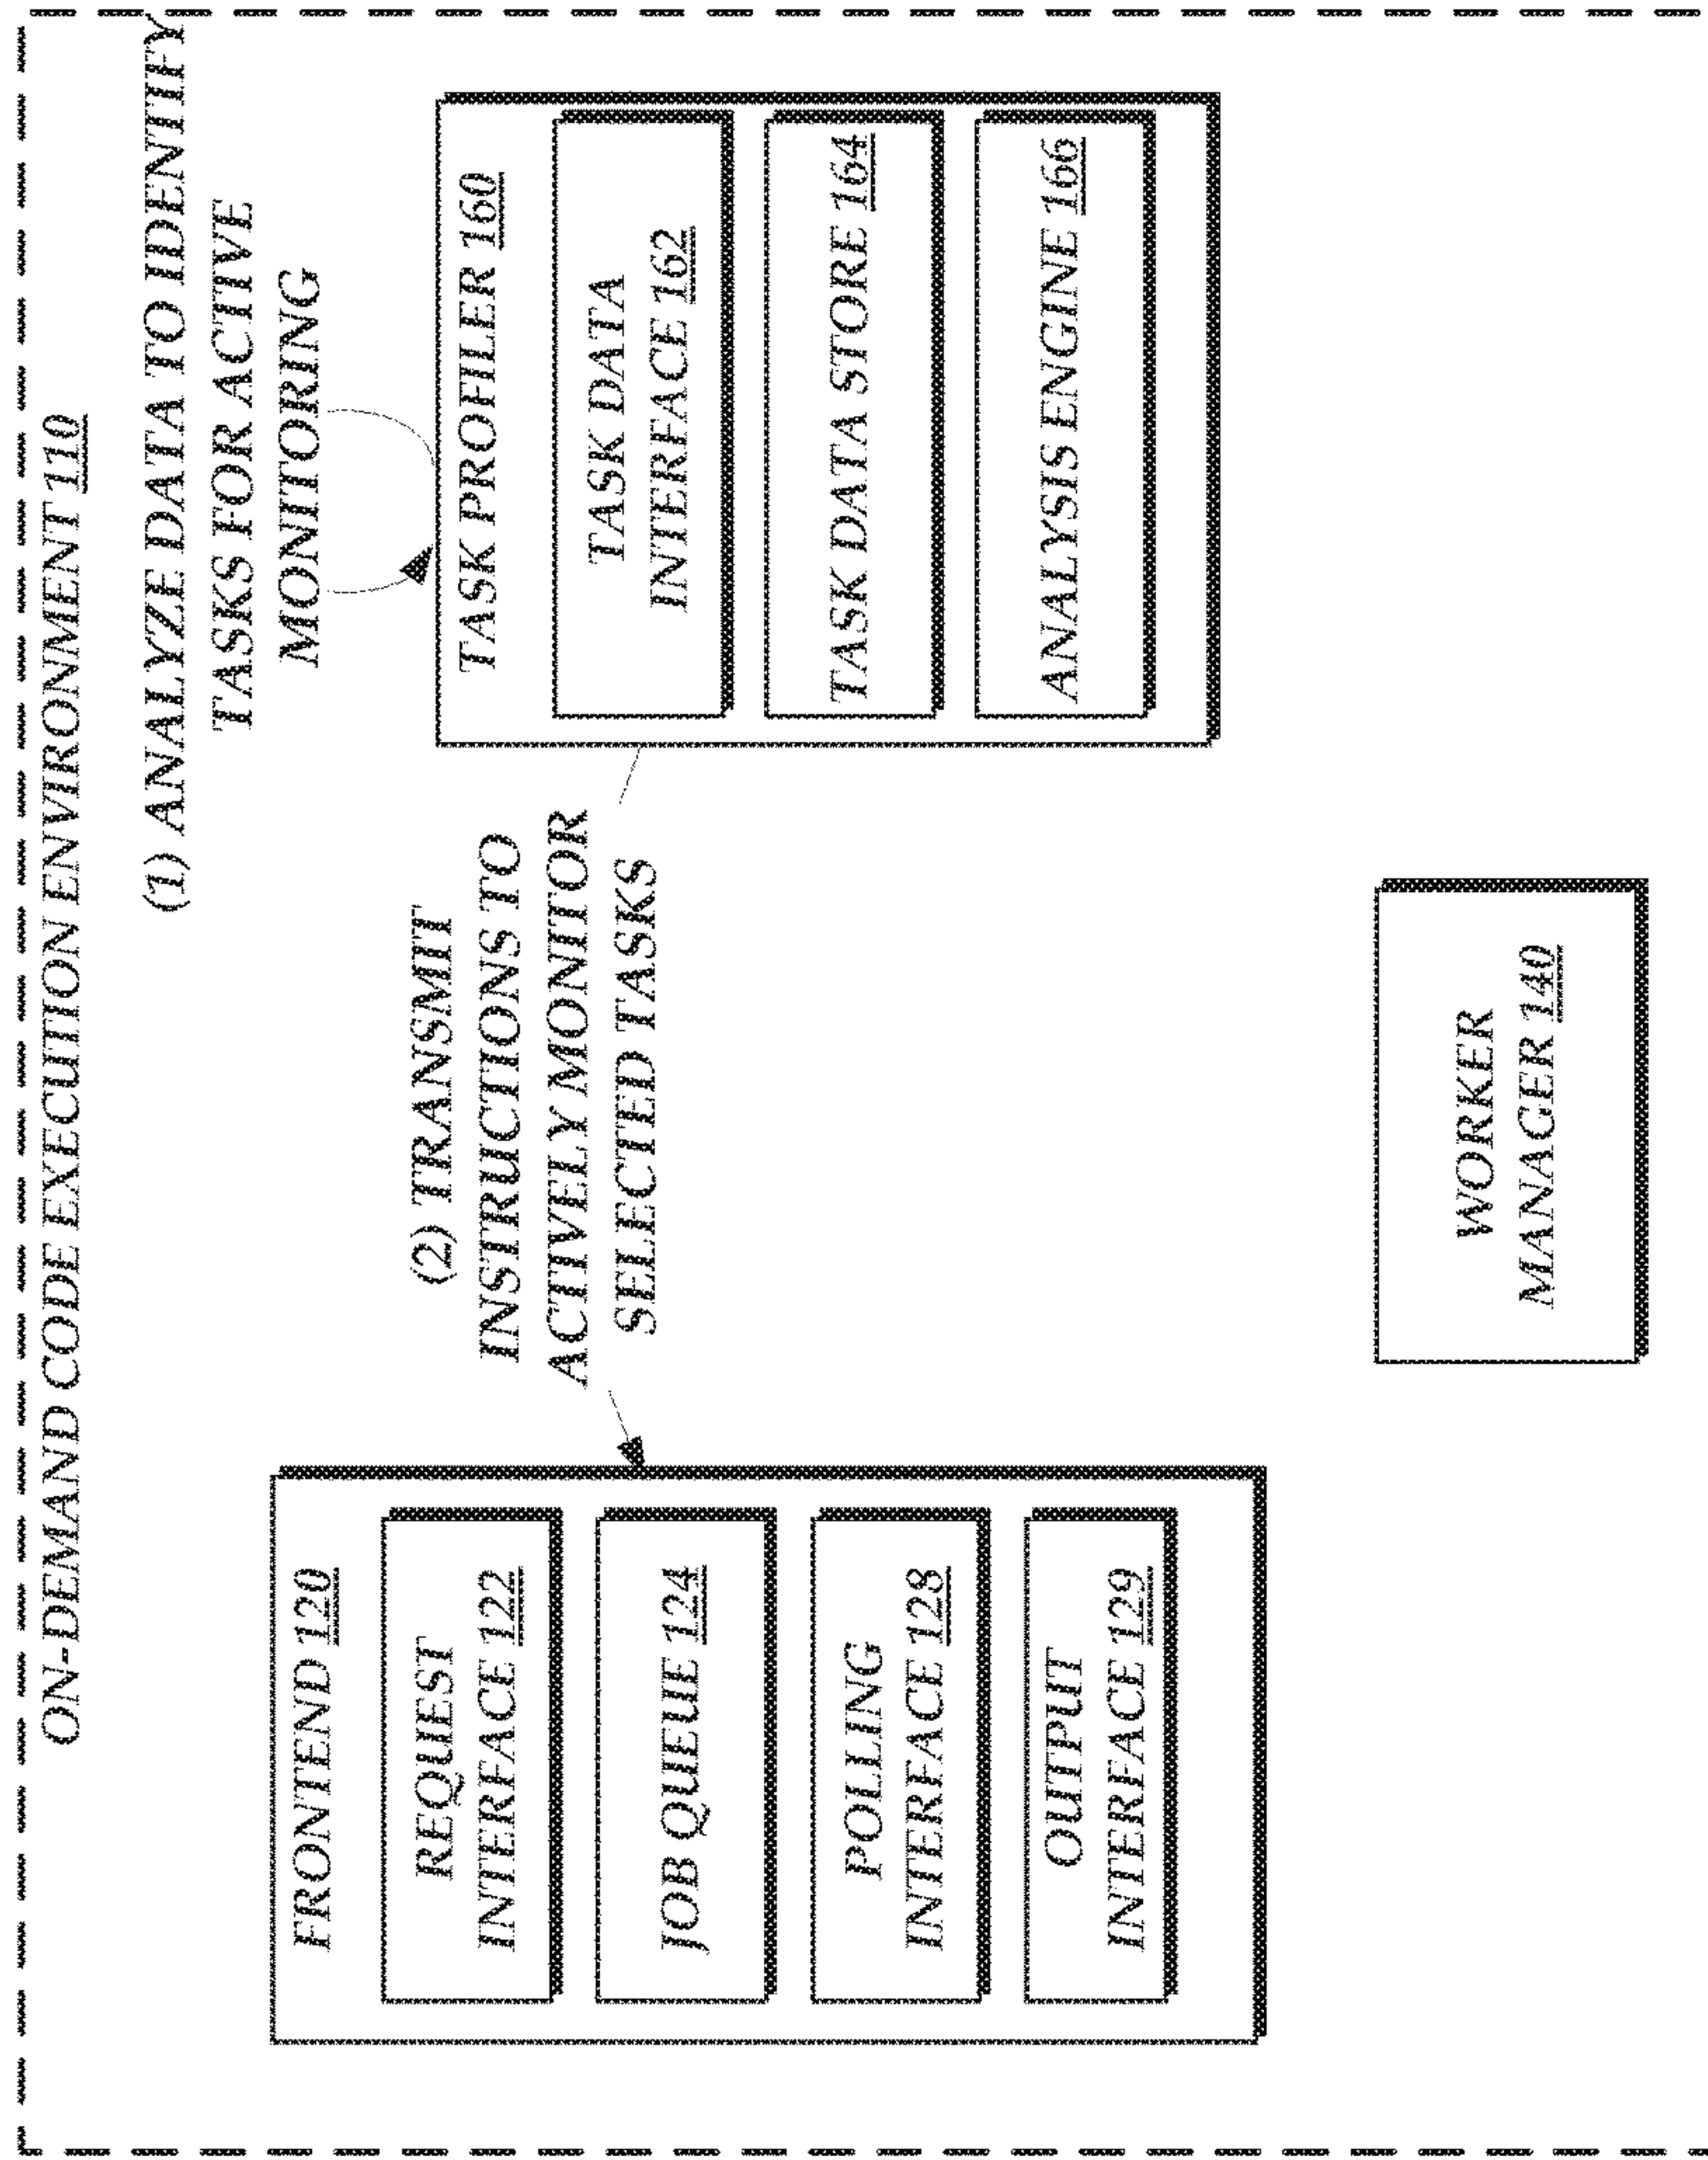 ON-DEMAND CODE EXECUTION ENVIRONMENT 110
(1) ANALYZE DATA TO IDENTIFY
TASKS FOR ACTIVE
MONITORING
FRONTEND 120
REQUEST
INTERFACE 122
JOB QUEUE 124
POLLING
INTERFACE 128
OUTPUT
INTERFACE 129
(2) TRANSMIT
INSTRUCTIONS TO
ACTIVELY MONITOR
SELECTED TASKS
TASK PROFILER 160
TASK DATA
INTERFACE 162
TASK DATA STORE 164
ANALYSIS ENGINE 166
WORKER
MANAGER 140